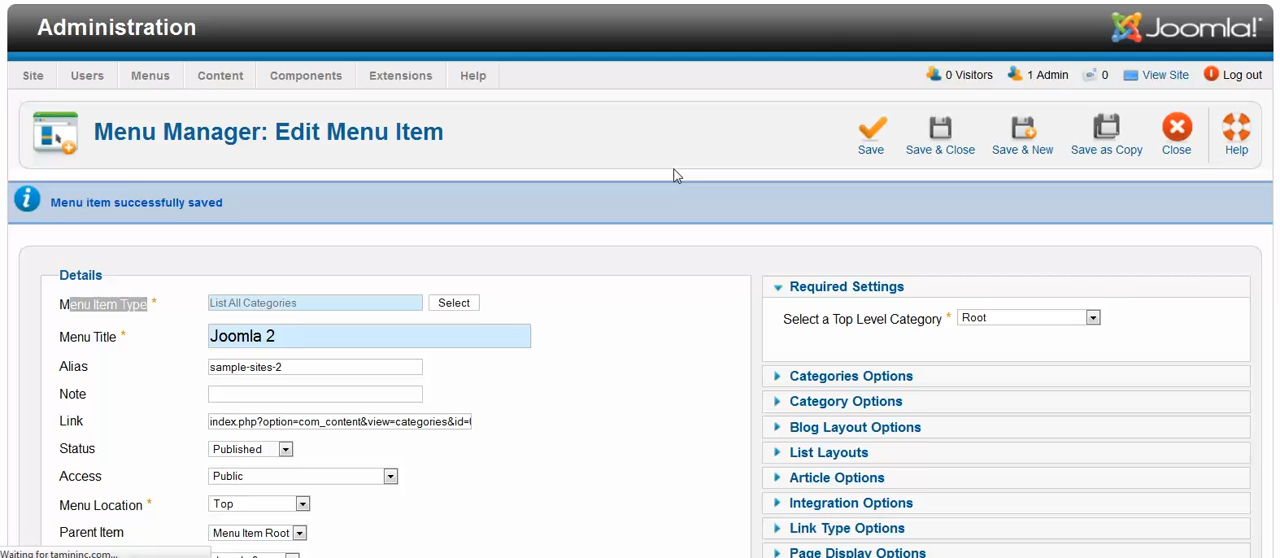 Administration
Joomla!
Site Users Menus Content Components Extensions Help
0 Visitors 1 Admin 0 View Site Log out
Menu Manager: Edit Menu Item
Save Save & Close Save & New Save as Copy Close Help
Menu item successfully saved
Details
Menu Item Type * List All Categories Select
Menu Title * Joomla 2
Alias sample-sites-2
Note
Link index.php?option=com_content&view=categories&id=
Status Published
Access Public
Menu Location * Top
Parent Item Menu Item Root
Required Settings
Select a Top Level Category * Root
Categories Options
Category Options
Blog Layout Options
List Layouts
Article Options
Integration Options
Link Type Options
Page Display Options
Waiting for tamininc.com...